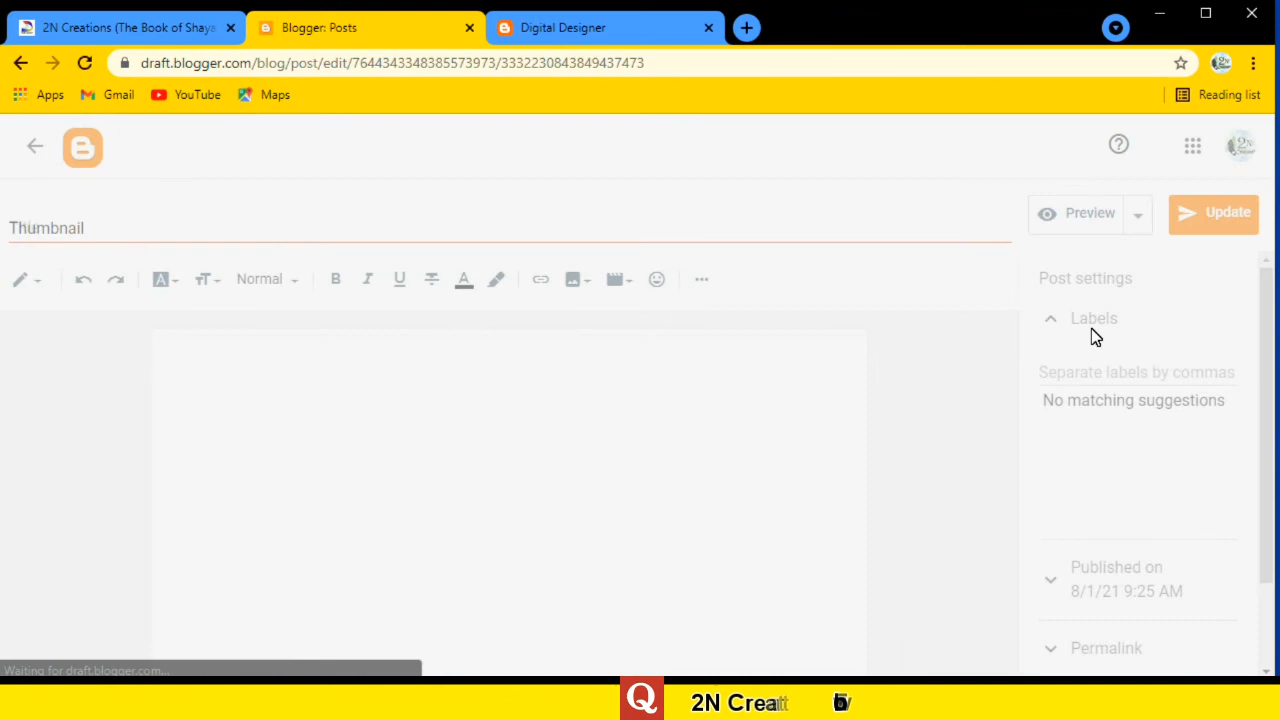 2N Creations (The Book of Shaya
Blogger: Posts
Digital Designer
draft.blogger.com/blog/post/edit/7644343348385573973/3332230843849437473
Apps
Gmail
YouTube
Maps
Reading list
Thumbnail
Preview
Update
Normal
B I U A
Post settings
Labels
Separate labels by commas
No matching suggestions
Published on
8/1/21 9:25 AM
Permalink
Waiting for draft.blogger.com...
Q 2N Creat